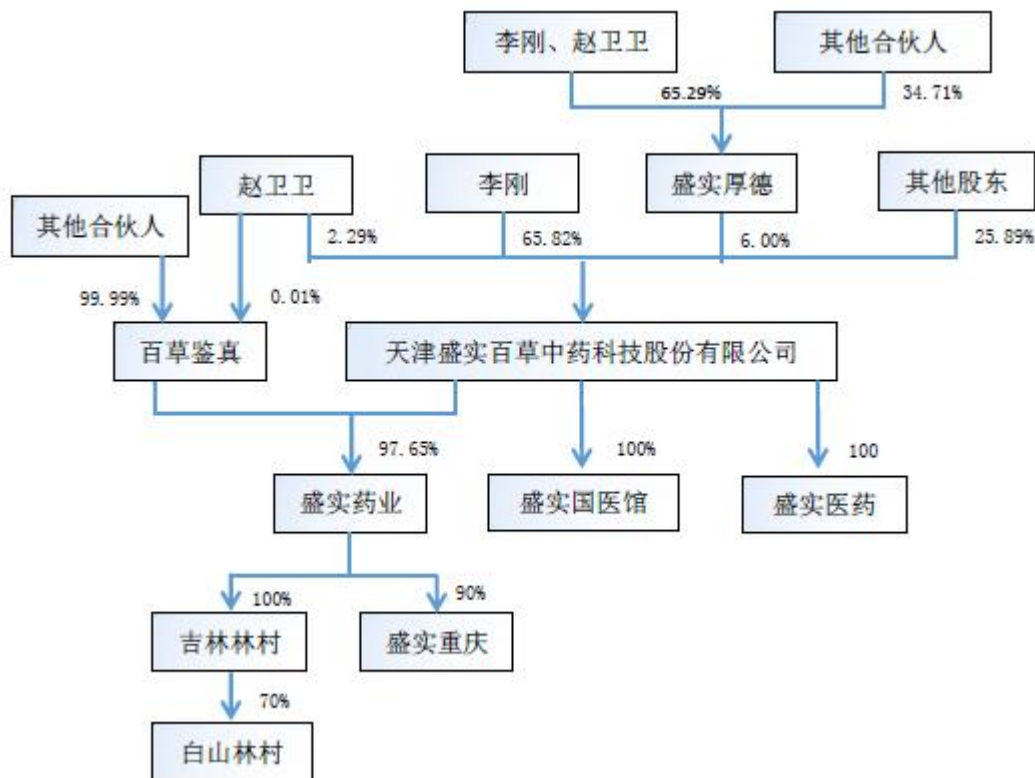 李刚、赵卫卫
其他合伙人
65.29%
34.71%
赵卫卫
李刚
盛实厚德
其他股东
其他合伙人
2.29%
65.82%
6.00%
25.89%
99.99%
0.01%
百草鉴真
天津盛实百草中药科技股份有限公司
97.65%
100%
100
盛实药业
盛实国医馆
盛实医药
100%
90%
吉林林村
盛实重庆
70%
白山林村